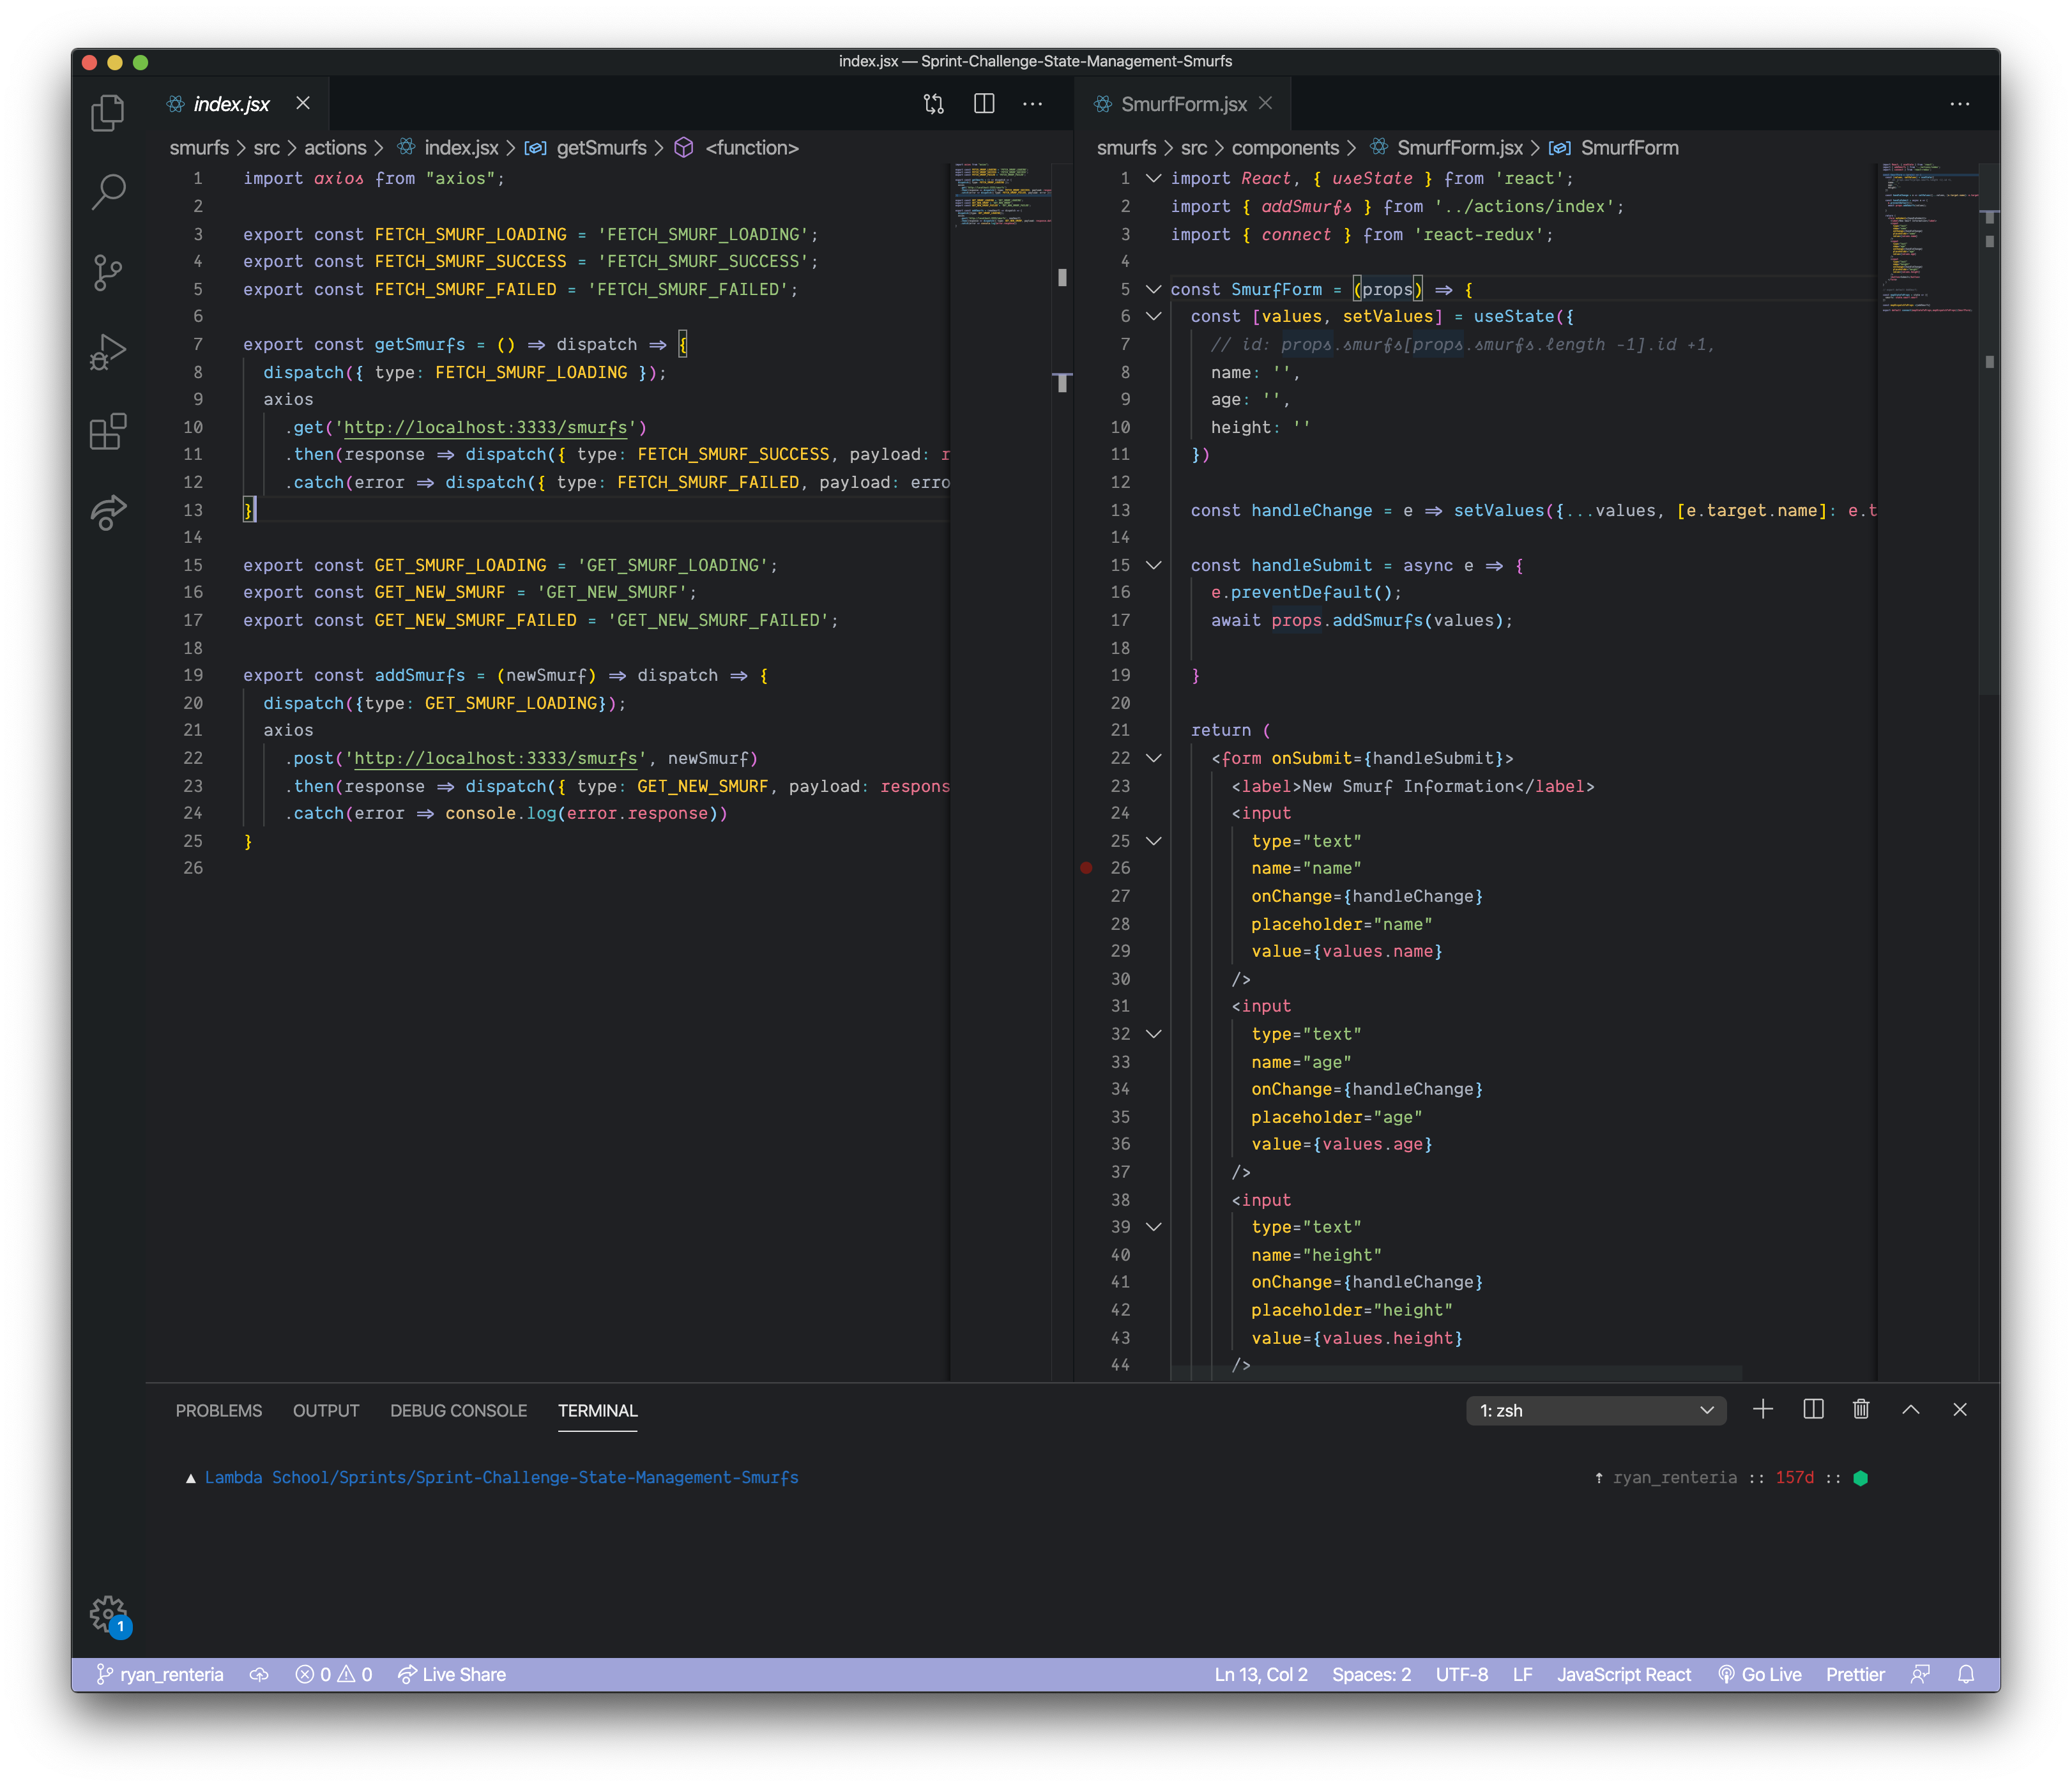 index.jsx — Sprint-Challenge-State-Management-Smurfs
index.jsx
smurfs > src > actions > index.jsx > getSmurfs > <function>
1 import axios from "axios";
2
3 export const FETCH_SMURF_LOADING = 'FETCH_SMURF_LOADING';
4 export const FETCH_SMURF_SUCCESS = 'FETCH_SMURF_SUCCESS';
5 export const FETCH_SMURF_FAILED = 'FETCH_SMURF_FAILED';
6
7 export const getSmurfs = () ⇒ dispatch ⇒ {
8 dispatch({ type: FETCH_SMURF_LOADING });
9 axios
10 .get('http://localhost:3333/smurfs')
11 .then(response ⇒ dispatch({ type: FETCH_SMURF_SUCCESS, payload: r
12 .catch(error ⇒ dispatch({ type: FETCH_SMURF_FAILED, payload: erro
13 }
14
15 export const GET_SMURF_LOADING = 'GET_SMURF_LOADING';
16 export const GET_NEW_SMURF = 'GET_NEW_SMURF';
17 export const GET_NEW_SMURF_FAILED = 'GET_NEW_SMURF_FAILED';
18
19 export const addSmurfs = (newSmurf) ⇒ dispatch ⇒ {
20 dispatch({type: GET_SMURF_LOADING});
21 axios
22 .post('http://localhost:3333/smurfs', newSmurf)
23 .then(response ⇒ dispatch({ type: GET_NEW_SMURF, payload: respons
24 .catch(error ⇒ console.log(error.response))
25 }
26
SmurfForm.jsx
smurfs > src > components > SmurfForm.jsx > SmurfForm
1 import React, { useState } from 'react';
2 import { addSmurfs } from '../actions/index';
3 import { connect } from 'react-redux';
4
5 const SmurfForm = (props) ⇒ {
6 const [values, setValues] = useState({
7 // id: props.smurfs[props.smurfs.length -1].id +1,
8 name: '',
9 age: '',
10 height: ''
11 })
12
13 const handleChange = e ⇒ setValues({...values, [e.target.name]: e.t
14
15 const handleSubmit = async e ⇒ {
16 e.preventDefault();
17 await props.addSmurfs(values);
18
19 }
20
21 return (
22 <form onSubmit={handleSubmit}>
23 <label>New Smurf Information</label>
24 <input
25 type="text"
26 name="name"
27 onChange={handleChange}
28 placeholder="name"
29 value={values.name}
30 />
31 <input
32 type="text"
33 name="age"
34 onChange={handleChange}
35 placeholder="age"
36 value={values.age}
37 />
38 <input
39 type="text"
40 name="height"
41 onChange={handleChange}
42 placeholder="height"
43 value={values.height}
44 />
PROBLEMS OUTPUT DEBUG CONSOLE TERMINAL 1: zsh
▲ Lambda School/Sprints/Sprint-Challenge-State-Management-Smurfs ↑ ryan_renteria :: 157d :: ⬢
1
ryan_renteria 0 0 Live Share Ln 13, Col 2 Spaces: 2 UTF-8 LF JavaScript React Go Live Prettier